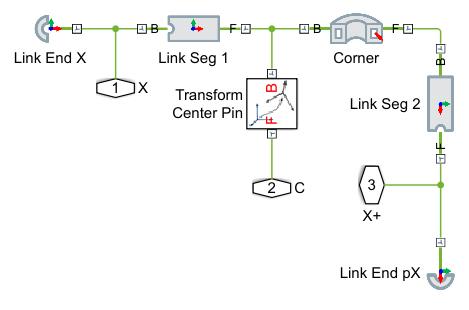 B F B F
Link End X Link Seg 1 Corner
1 X
B
Transform
Center Pin
B
F
Link Seg 2
F
2 C
3
X+
Link End pX